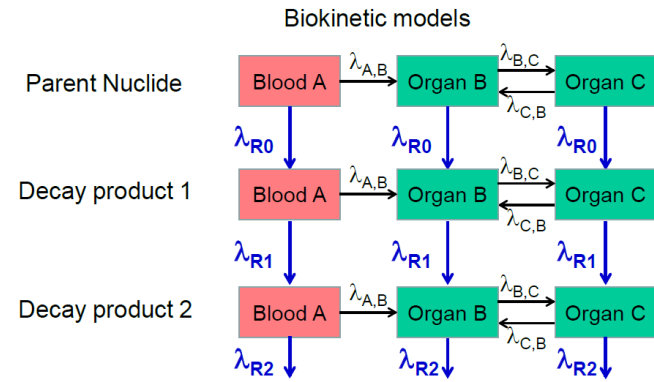 Biokinetic models
Parent Nuclide
Blood A
λA,B
Organ B
λB,C
λC,B
Organ C
λR0
λR0
λR0
Decay product 1
Blood A
λA,B
Organ B
λB,C
λC,B
Organ C
λR1
λR1
λR1
Decay product 2
Blood A
λA,B
Organ B
λB,C
λC,B
Organ C
λR2
λR2
λR2